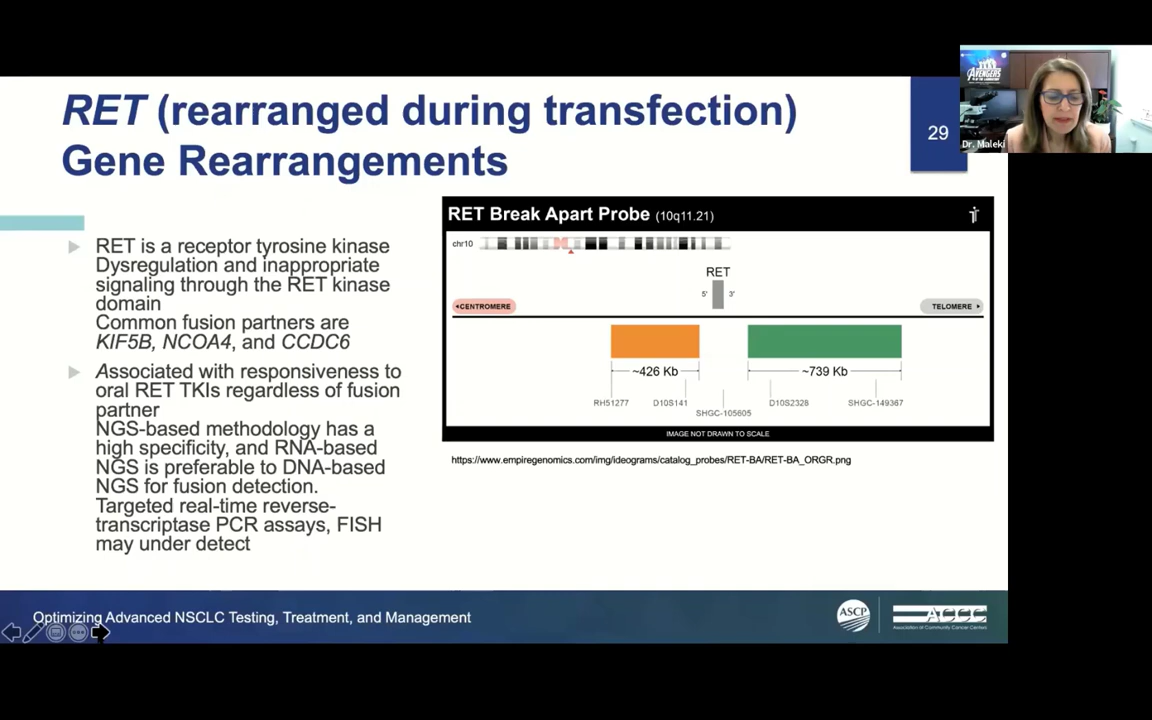 RET (rearranged during transfection)
Gene Rearrangements
29
AVENGERS
Dr. Maleki
RET is a receptor tyrosine kinase
Dysregulation and inappropriate
signaling through the RET kinase
domain
Common fusion partners are
KIF5B, NCOA4, and CCDC6
Associated with responsiveness to
oral RET TKIs regardless of fusion
partner
NGS-based methodology has a
high specificity, and RNA-based
NGS is preferable to DNA-based
NGS for fusion detection.
Targeted real-time reverse-
transcriptase PCR assays, FISH
may under detect
RET Break Apart Probe (10q11.21)
chr10
RET
5' 3'
CENTROMERE
TELOMERE
~426 Kb
~739 Kb
RH51277
D10S141
SHGC-105605
D10S2328
SHGC-149367
IMAGE NOT DRAWN TO SCALE
https://www.empiregenomics.com/img/ideograms/catalog_probes/RET-BA/RET-BA_ORGR.png
Optimizing Advanced NSCLC Testing, Treatment, and Management
ASCP
ACCC
Association of Community Cancer Centers